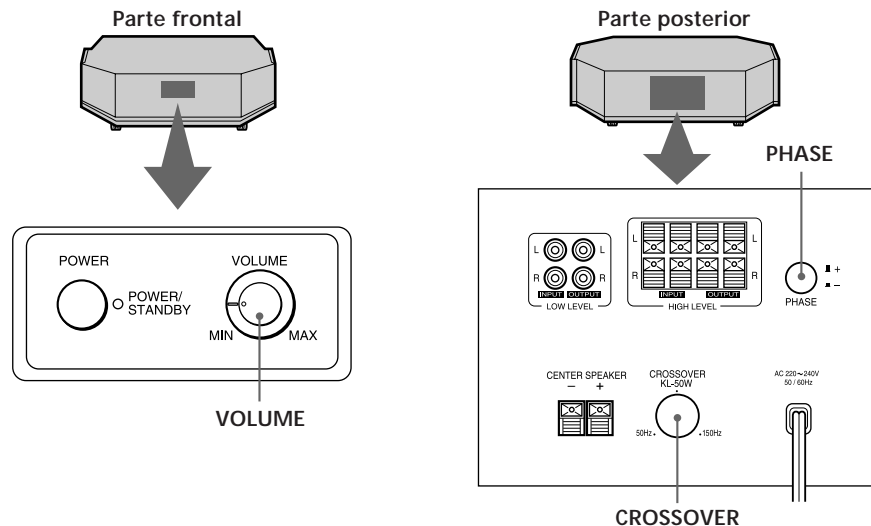 Parte frontal
POWER
VOLUME
POWER/
STANDBY
MIN MAX
VOLUME
Parte posterior
PHASE
L L
R R
INPUT OUTPUT
LOW LEVEL
L L
R R
INPUT OUTPUT
HIGH LEVEL
+
–
PHASE
CENTER SPEAKER
– +
CROSSOVER
KL-50W
50Hz 150Hz
AC 220~240V
50 / 60Hz
CROSSOVER